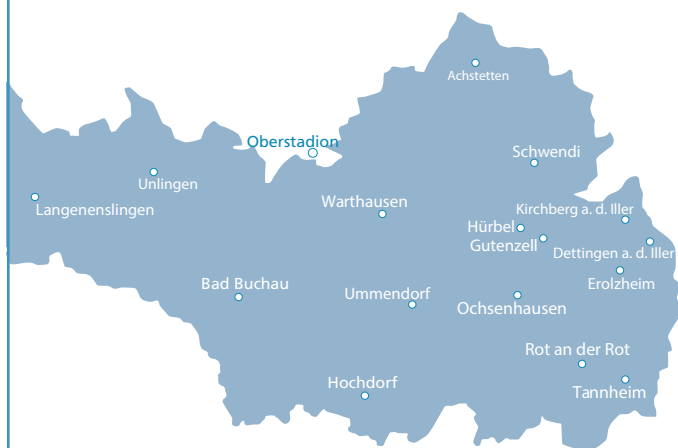 Achstetten
Oberstadion
Schwendi
Unlingen
Langenenslingen
Warthausen
Kirchberg a. d. Iller
Hürbel
Gutenzell
Dettingen a. d. Iller
Bad Buchau
Ummendorf
Erolzheim
Ochsenhausen
Rot an der Rot
Hochdorf
Tannheim